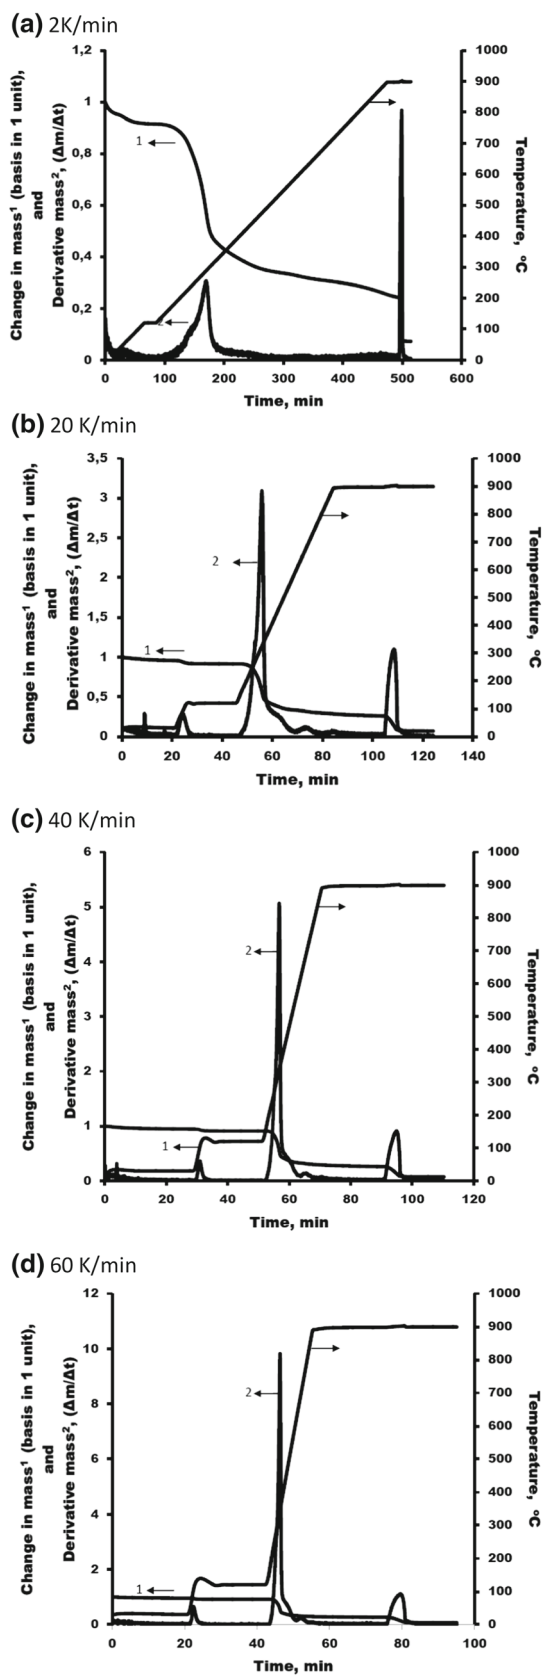 (a) 2K/min
Change in mass¹ (basis in 1 unit),
and
Derivative mass², (Δm/Δt)
1,2
1
0,8
0,6
0,4
0,2
0
1
2
1000
900
800
700
600
500
400
300
200
100
0
Temperature, ºC
0 100 200 300 400 500 600
Time, min
(b) 20 K/min
Change in mass¹ (basis in 1 unit),
and
Derivative mass², (Δm/Δt)
3,5
3
2,5
2
1,5
1
0,5
0
2
1
1000
900
800
700
600
500
400
300
200
100
0
Temperature, ºC
0 20 40 60 80 100 120 140
Time, min
(c) 40 K/min
Change in mass¹ (basis in 1 unit),
and
Derivative mass², (Δm/Δt)
6
5
4
3
2
1
0
2
1
1000
900
800
700
600
500
400
300
200
100
0
Temperature, ºC
0 20 40 60 80 100 120
Time, min
(d) 60 K/min
Change in mass¹ (basis in 1 unit),
and
Derivative mass², (Δm/Δt)
12
10
8
6
4
2
0
2
1
1000
900
800
700
600
500
400
300
200
100
0
Temperature, ºC
0 20 40 60 80 100
Time, min